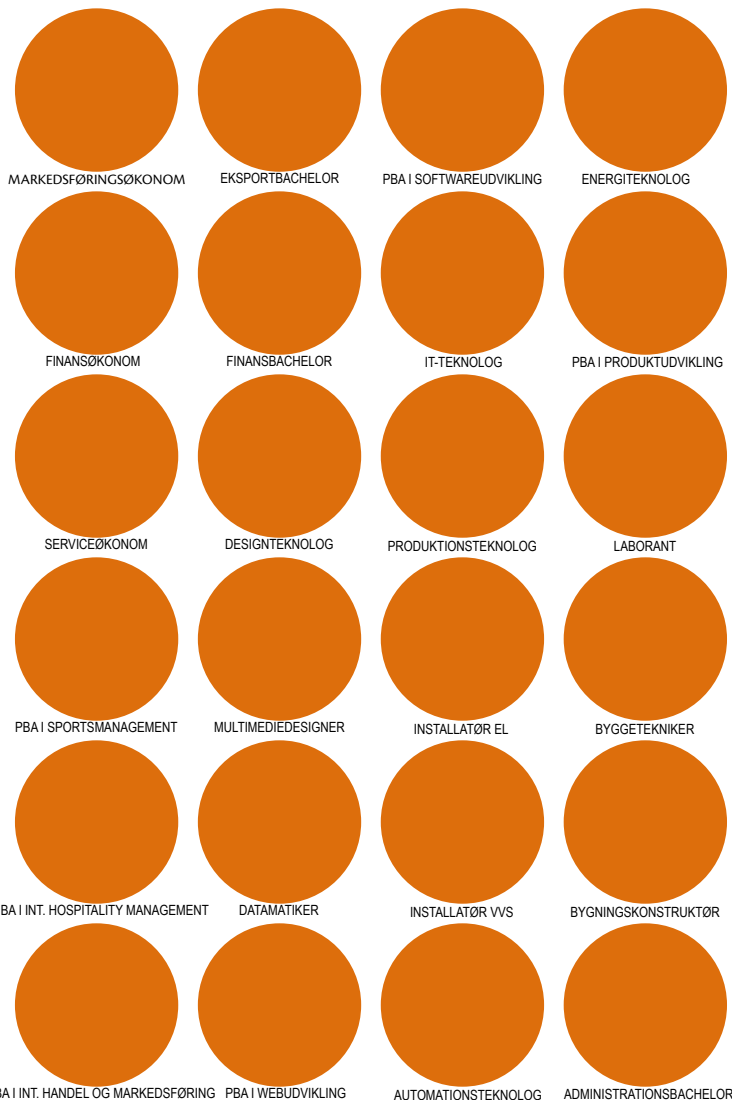 MARKEDSFØRINGSØKONOM EKSPORTBACHELOR PBA I SOFTWAREUDVIKLING ENERGITEKNOLOG
FINANSØKONOM FINANSBACHELOR IT-TEKNOLOG PBA I PRODUKTUDVIKLING
SERVICEØKONOM DESIGNTEKNOLOG PRODUKTIONSTEKNOLOG LABORANT
PBA I SPORTSMANAGEMENT MULTIMEDIEDESIGNER INSTALLATØR EL BYGGETEKNIKER
PBA I INT. HOSPITALITY MANAGEMENT DATAMATIKER INSTALLATØR VVS BYGNINGSKONSTRUKTØR
BA I INT. HANDEL OG MARKEDSFØRING PBA I WEBUDVIKLING AUTOMATIONSTEKNOLOG ADMINISTRATIONSBACHELOR